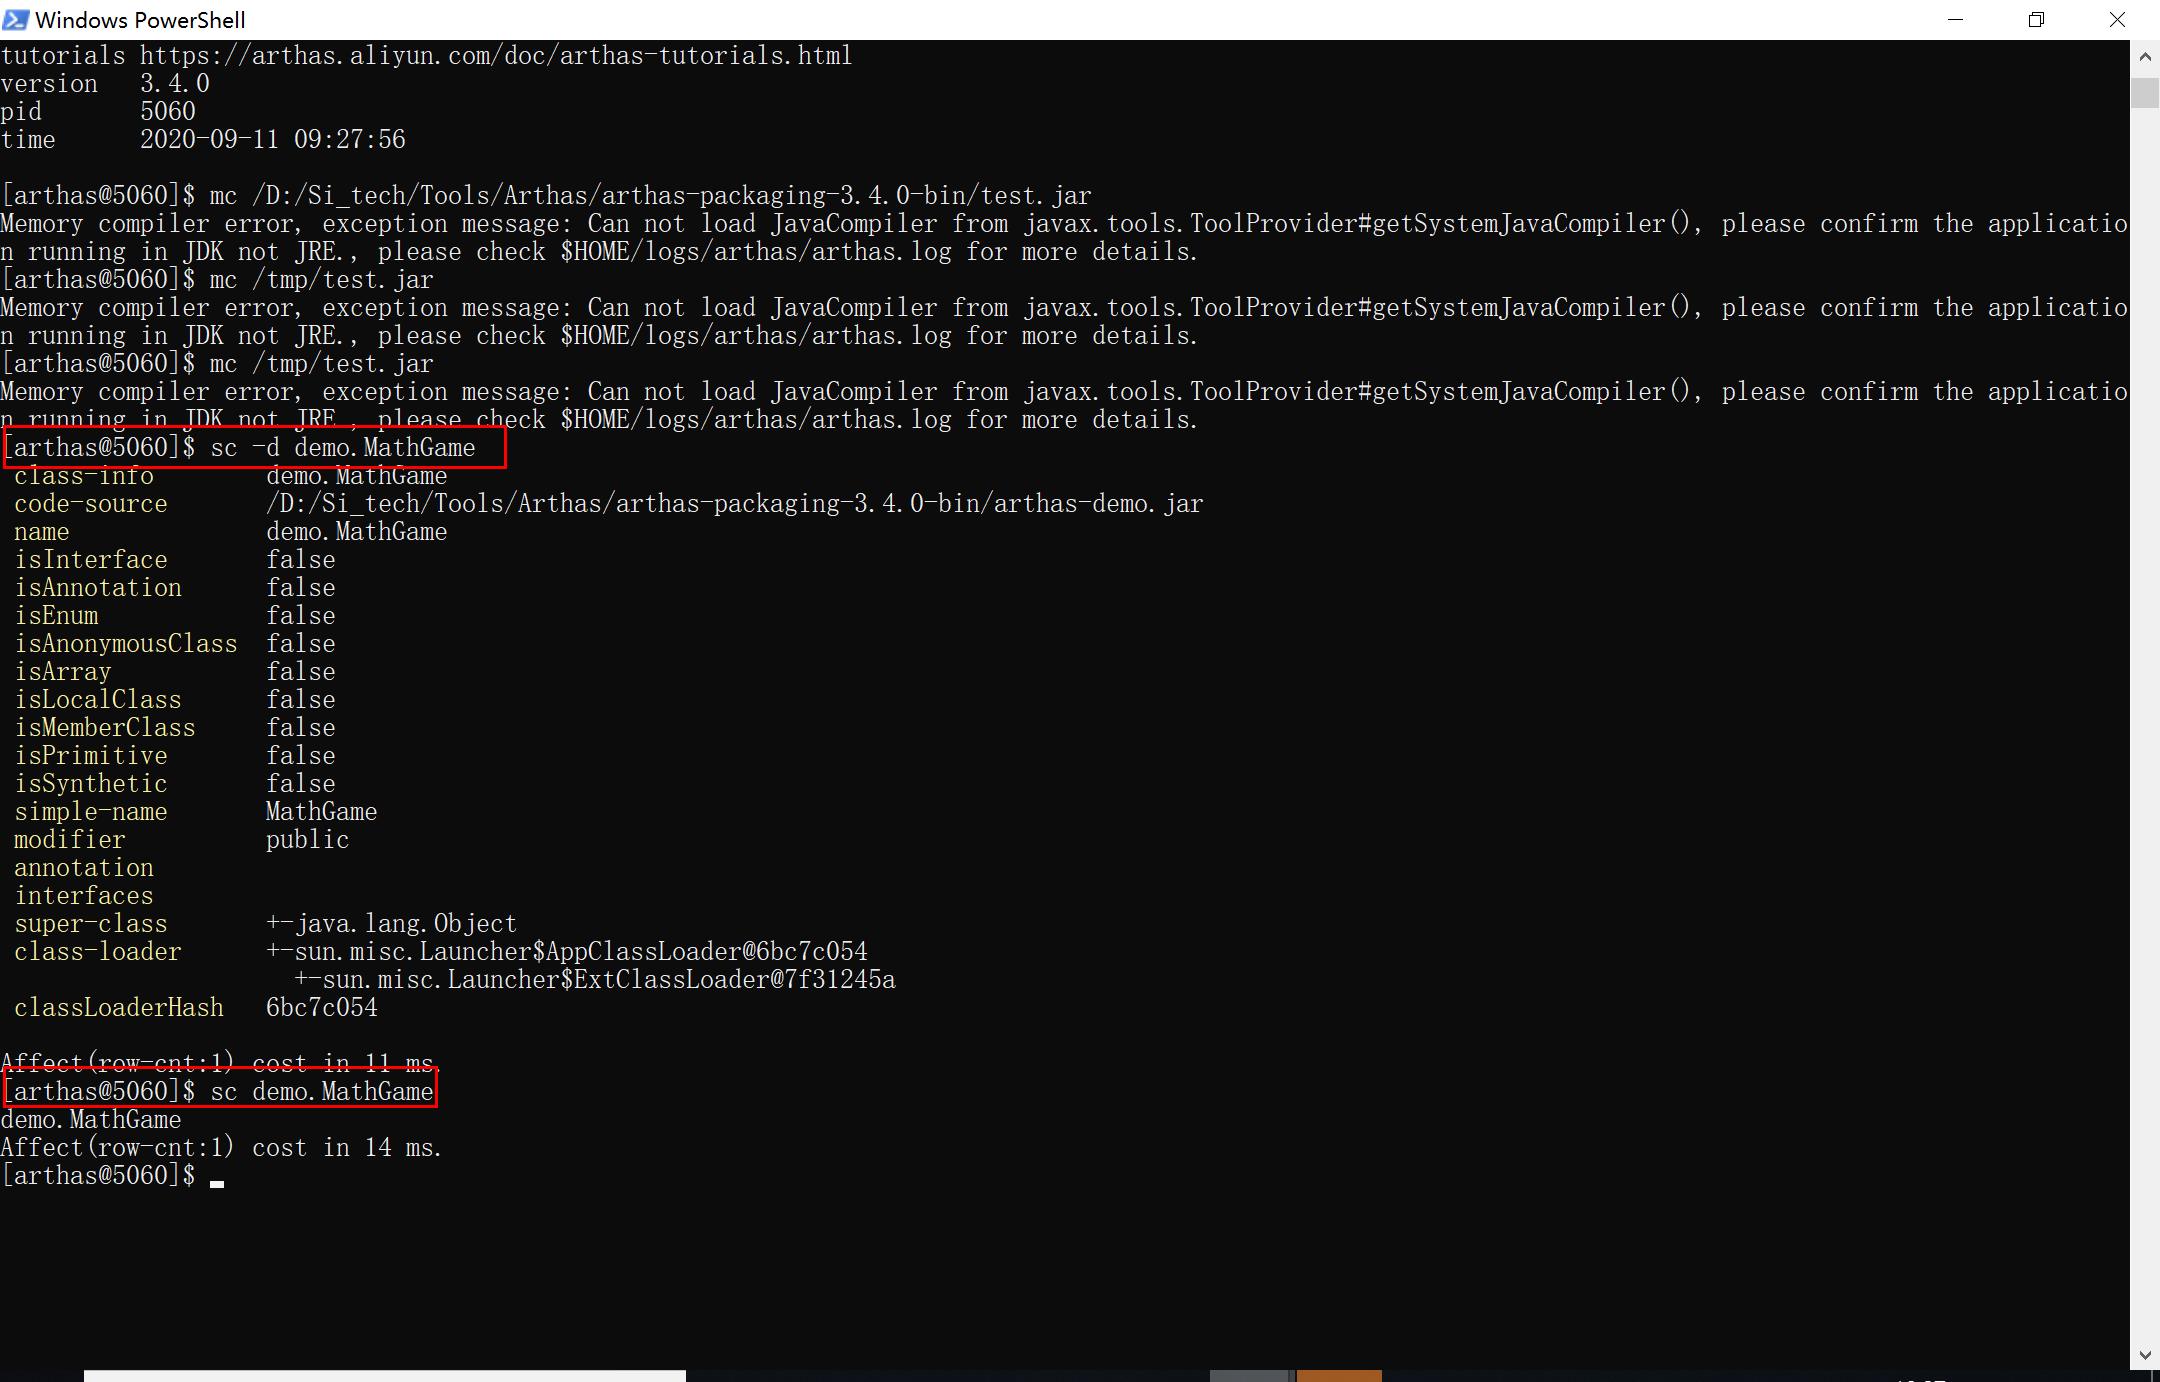 Windows PowerShell
tutorials https://arthas.aliyun.com/doc/arthas-tutorials.html
version   3.4.0
pid       5060
time      2020-09-11 09:27:56
[arthas@5060]$ mc /D:/Si_tech/Tools/Arthas/arthas-packaging-3.4.0-bin/test.jar
Memory compiler error, exception message: Can not load JavaCompiler from javax.tools.ToolProvider#getSystemJavaCompiler(), please confirm the applicatio
n running in JDK not JRE., please check $HOME/logs/arthas/arthas.log for more details.
[arthas@5060]$ mc /tmp/test.jar
Memory compiler error, exception message: Can not load JavaCompiler from javax.tools.ToolProvider#getSystemJavaCompiler(), please confirm the applicatio
n running in JDK not JRE., please check $HOME/logs/arthas/arthas.log for more details.
[arthas@5060]$ mc /tmp/test.jar
Memory compiler error, exception message: Can not load JavaCompiler from javax.tools.ToolProvider#getSystemJavaCompiler(), please confirm the applicatio
n running in JDK not JRE., please check $HOME/logs/arthas/arthas.log for more details.
[arthas@5060]$ sc -d demo.MathGame
class-info        demo.MathGame
code-source       /D:/Si_tech/Tools/Arthas/arthas-packaging-3.4.0-bin/arthas-demo.jar
name              demo.MathGame
isInterface       false
isAnnotation      false
isEnum            false
isAnonymousClass  false
isArray           false
isLocalClass      false
isMemberClass     false
isPrimitive       false
isSynthetic       false
simple-name       MathGame
modifier          public
annotation
interfaces
super-class       +-java.lang.Object
class-loader      +-sun.misc.Launcher$AppClassLoader@6bc7c054
+-sun.misc.Launcher$ExtClassLoader@7f31245a
classLoaderHash   6bc7c054
Affect(row-cnt:1) cost in 11 ms.
[arthas@5060]$ sc demo.MathGame
demo.MathGame
Affect(row-cnt:1) cost in 14 ms.
[arthas@5060]$